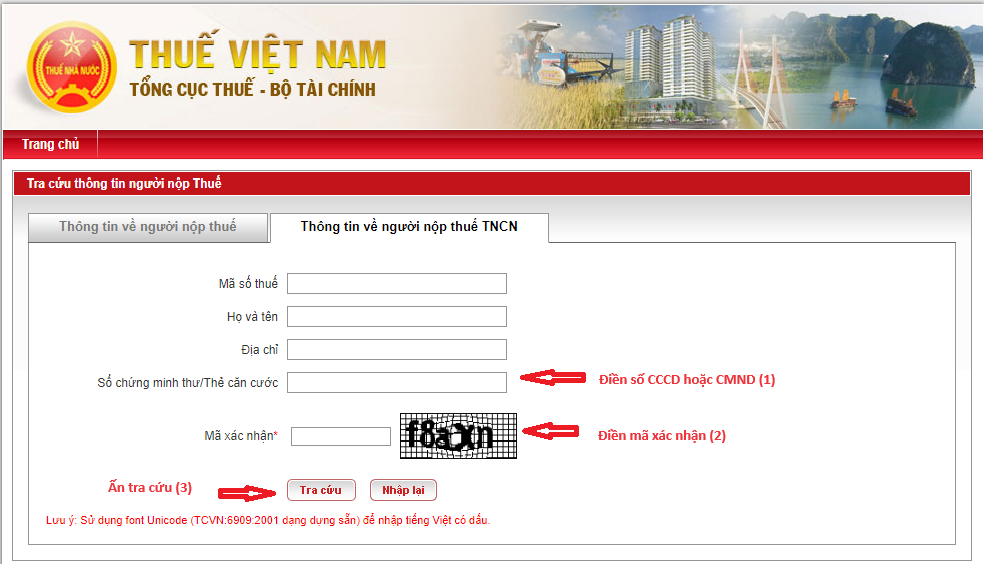 THUẾ VIỆT NAM
THUẾ NHÀ NƯỚC
TỔNG CỤC THUẾ - BỘ TÀI CHÍNH
Trang chủ
Tra cứu thông tin người nộp Thuế
Thông tin về người nộp thuế Thông tin về người nộp thuế TNCN
Mã số thuế
Họ và tên
Địa chỉ
Số chứng minh thư/Thẻ căn cước Điền số CCCD hoặc CMND (1)
Mã xác nhận* f8acxn Điền mã xác nhận (2)
Ấn tra cứu (3) Tra cứu Nhập lại
Lưu ý: Sử dụng font Unicode (TCVN:6909:2001 dạng dựng sẵn) để nhập tiếng Việt có dấu.